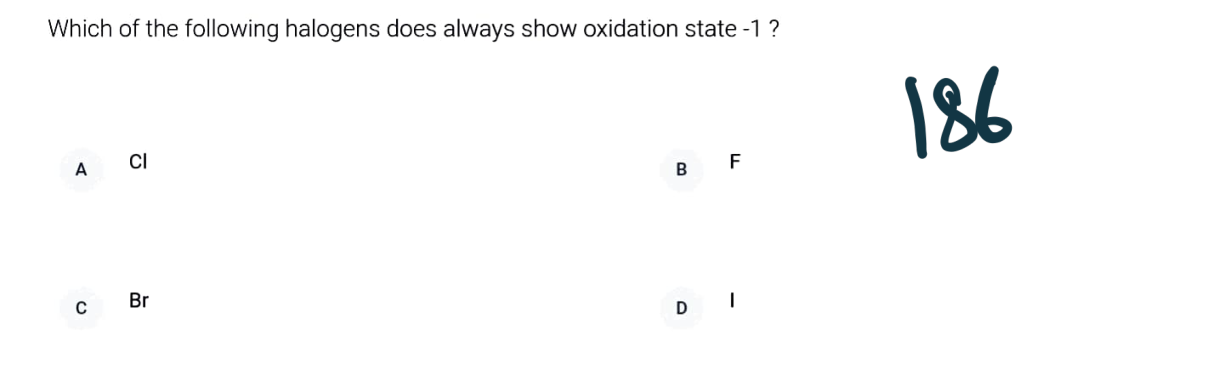 Which of the following halogens does always show oxidation state -1 ?
186
A Cl
B F
C Br
D I